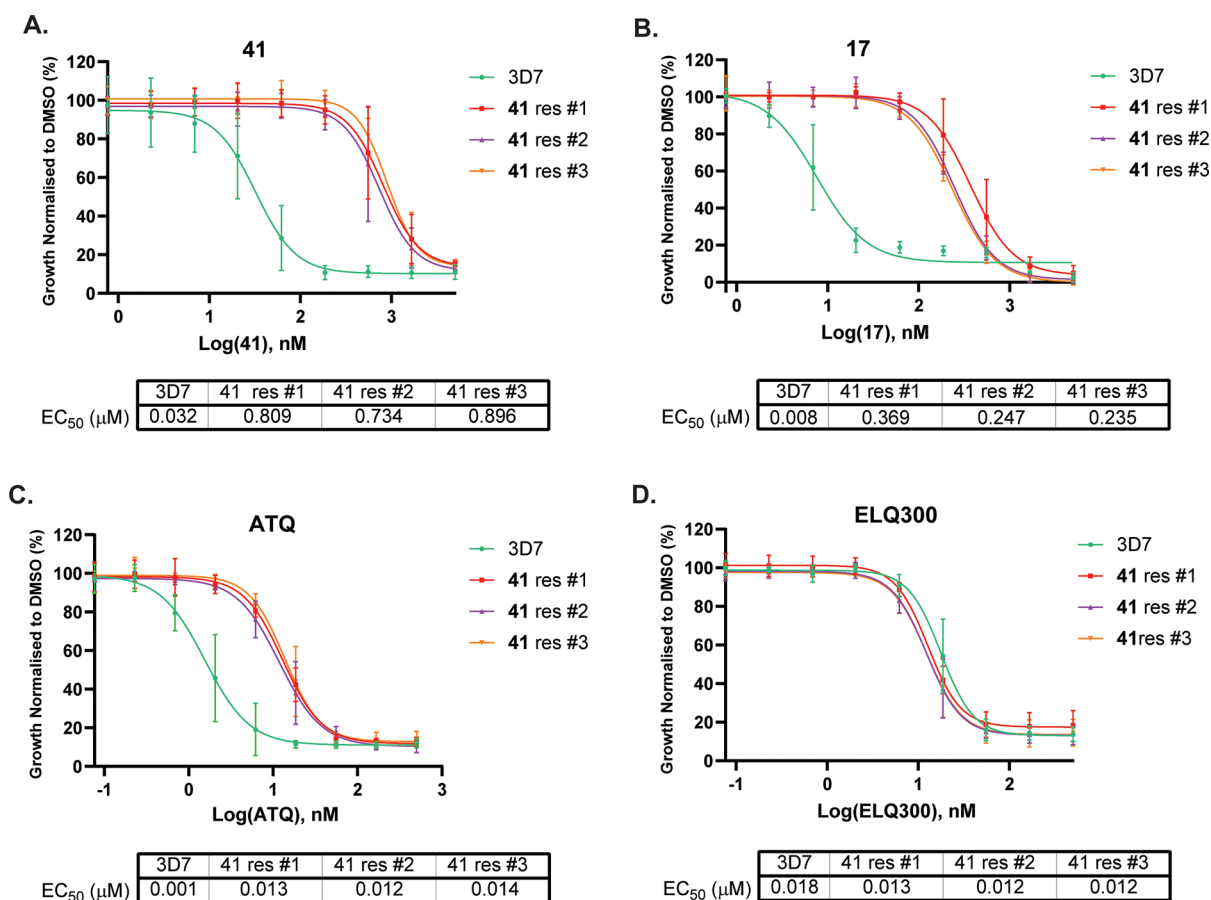 A.
41
Growth Normalised to DMSO (%)
120
100
80
60
40
20
0
0 1 2 3
Log(41), nM
3D7
41 res #1
41 res #2
41 res #3
3D7 41 res #1 41 res #2 41 res #3
EC50 (μM) 0.032 0.809 0.734 0.896
B.
17
Growth Normalised to DMSO (%)
120
100
80
60
40
20
0
0 1 2 3
Log(17), nM
3D7
41 res #1
41 res #2
41 res #3
3D7 41 res #1 41 res #2 41 res #3
EC50 (μM) 0.008 0.369 0.247 0.235
C.
ATQ
Growth Normalised to DMSO (%)
120
100
80
60
40
20
0
-1 0 1 2 3
Log(ATQ), nM
3D7
41 res #1
41 res #2
41 res #3
3D7 41 res #1 41 res #2 41 res #3
EC50 (μM) 0.001 0.013 0.012 0.014
D.
ELQ300
Growth Normalised to DMSO (%)
120
100
80
60
40
20
0
-1 0 1 2
Log(ELQ300), nM
3D7
41 res #1
41 res #2
41res #3
3D7 41 res #1 41 res #2 41 res #3
EC50 (μM) 0.018 0.013 0.012 0.012